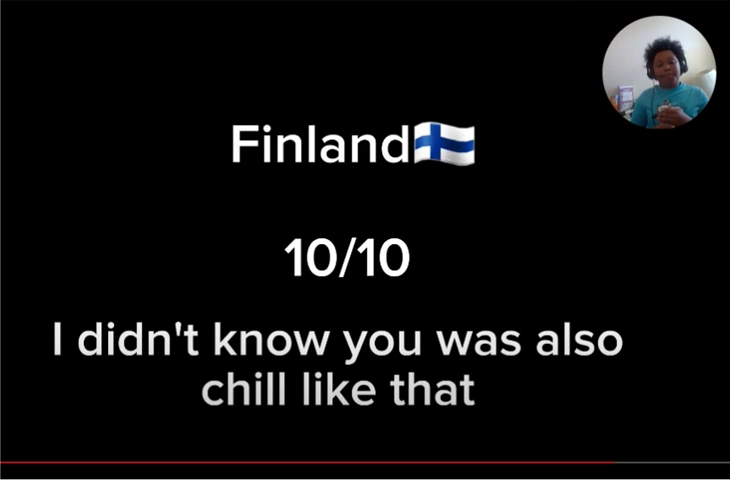 Finland🇫🇮
10/10
I didn't know you was also
chill like that